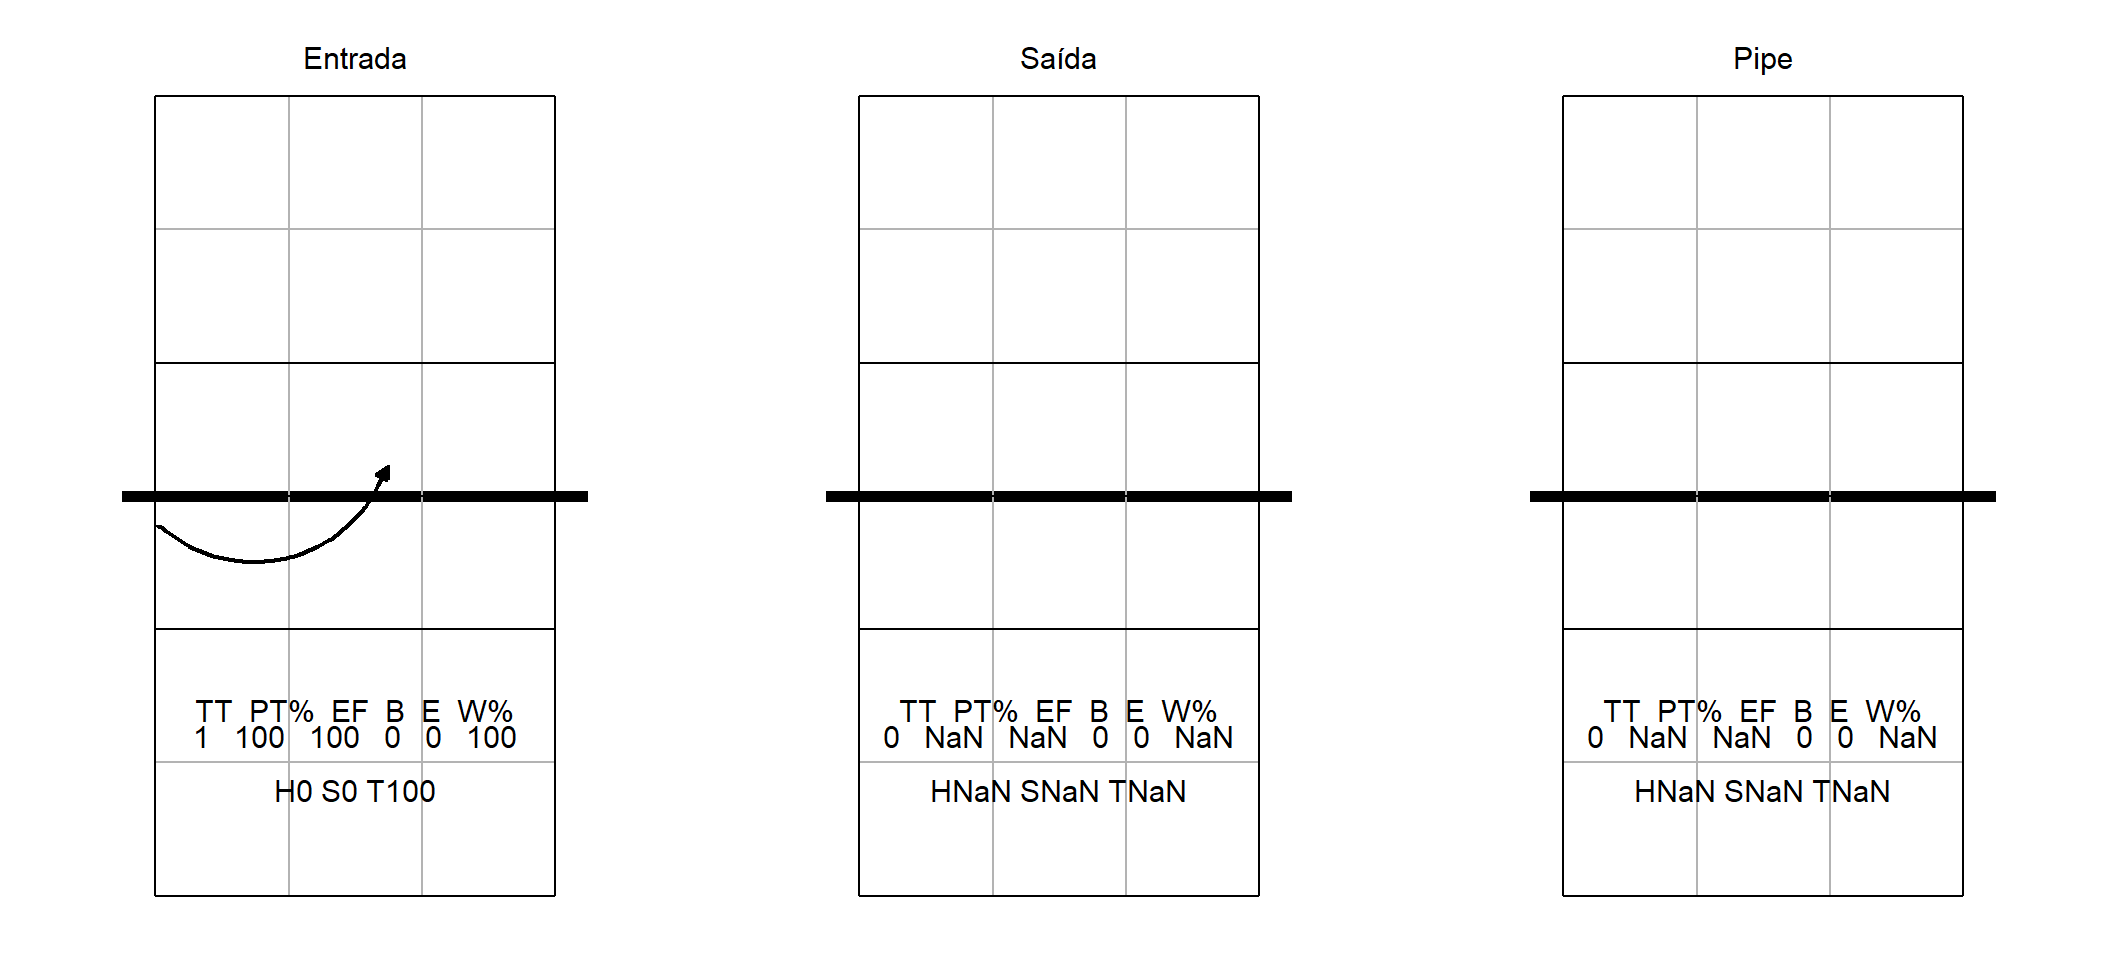 Entrada
TT PT% EF B E W%
1 100 100 0 0 100
H0 S0 T100
Saída
TT PT% EF B E W%
0 NaN NaN 0 0 NaN
HNaN SNaN TNaN
Pipe
TT PT% EF B E W%
0 NaN NaN 0 0 NaN
HNaN SNaN TNaN